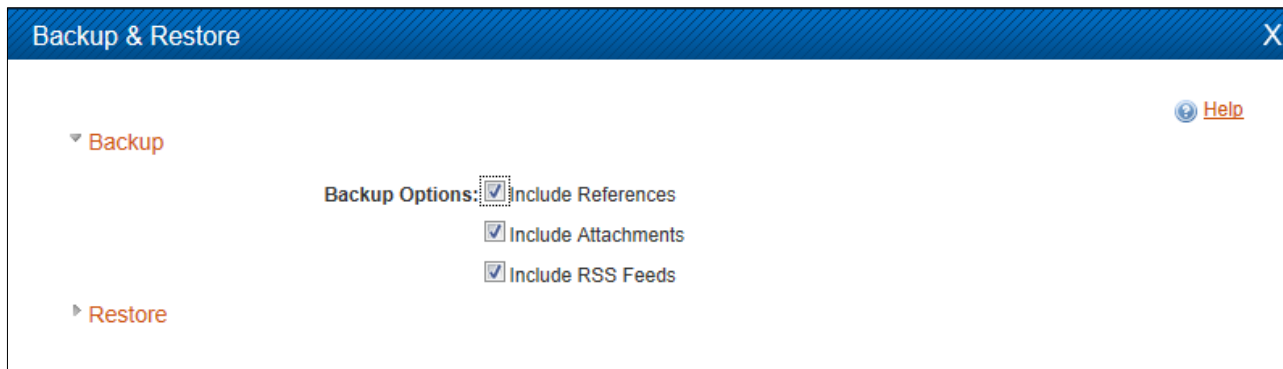 Backup & Restore X
Help
Backup
Backup Options: Include References
Include Attachments
Include RSS Feeds
Restore